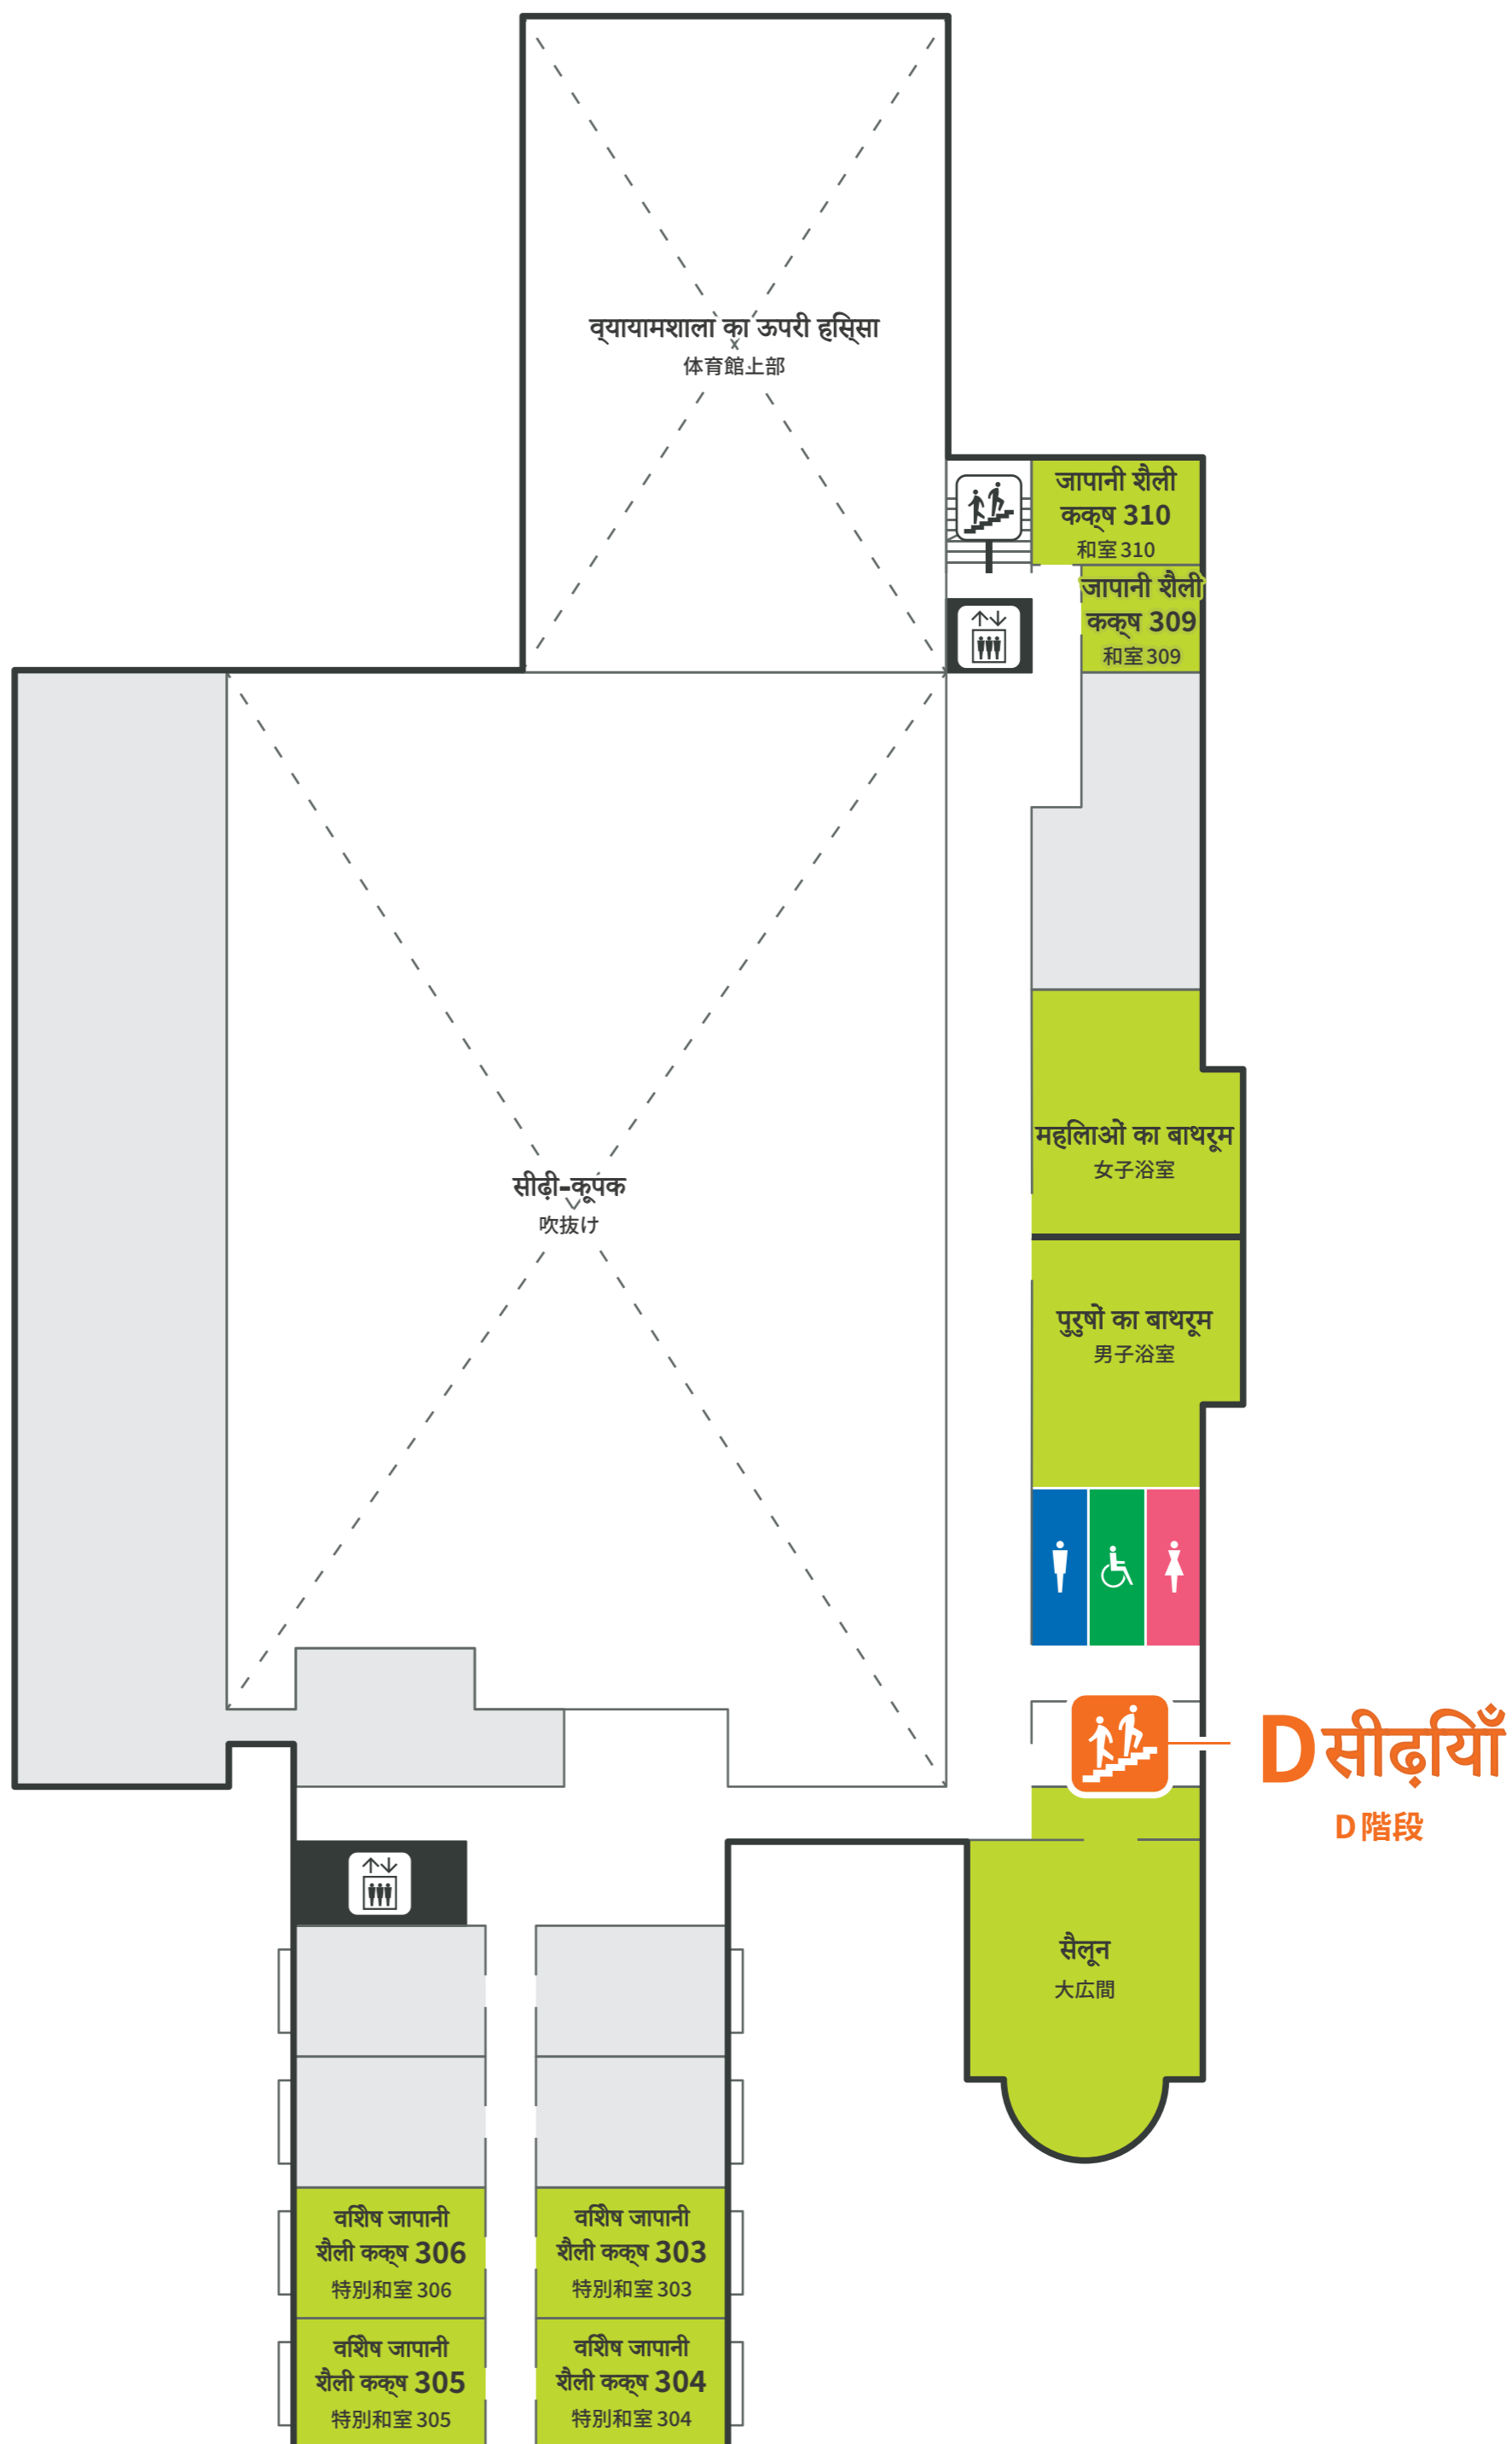 व्यायामशाला का ऊपरी हिस्सा
体育館上部
जापानी शैली
कक्ष 310
和室310
जापानी शैली
कक्ष 309
和室309
महिलाओं का बाथरूम
女子浴室
सीढ़ी-कूपक
吹抜け
पुरुषों का बाथरूम
男子浴室
D सीढ़ियाँ
D階段
सैलून
大広間
विशेष जापानी
शैली कक्ष 306
特別和室306
विशेष जापानी
शैली कक्ष 303
特別和室303
विशेष जापानी
शैली कक्ष 305
特別和室305
विशेष जापानी
शैली कक्ष 304
特別和室304